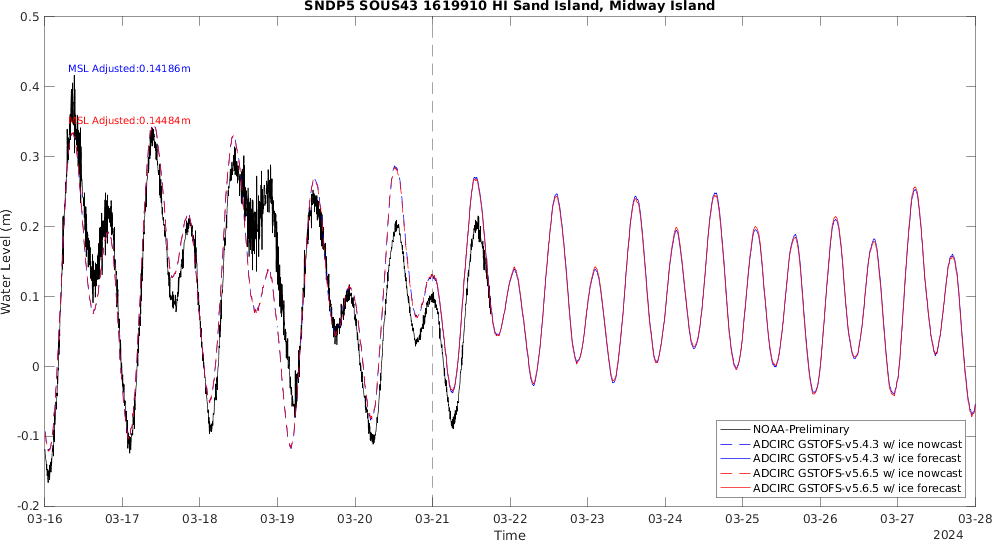 SNDP5 SOUS43 1619910 HI Sand Island, Midway Island
0.5
0.4
0.3
0.2
0.1
0
-0.1
-0.2
Water Level (m)
MSL Adjusted:0.14186m
MSL Adjusted:0.14484m
NOAA-Preliminary
ADCIRC GSTOFS-v5.4.3 w/ ice nowcast
ADCIRC GSTOFS-v5.4.3 w/ ice forecast
ADCIRC GSTOFS-v5.6.5 w/ ice nowcast
ADCIRC GSTOFS-v5.6.5 w/ ice forecast
03-16 03-17 03-18 03-19 03-20 03-21 03-22 03-23 03-24 03-25 03-26 03-27 03-28
Time
2024